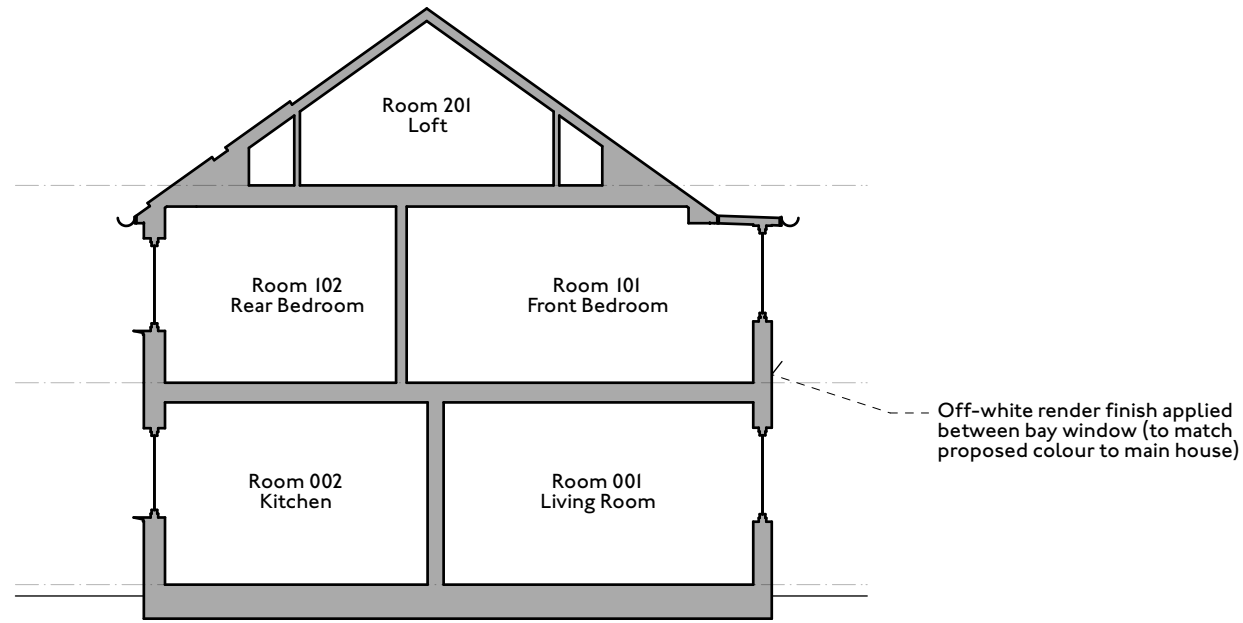 Room 201
Loft
Room 102
Rear Bedroom
Room 101
Front Bedroom
Off-white render finish applied
between bay window (to match
proposed colour to main house)
Room 002
Kitchen
Room 001
Living Room